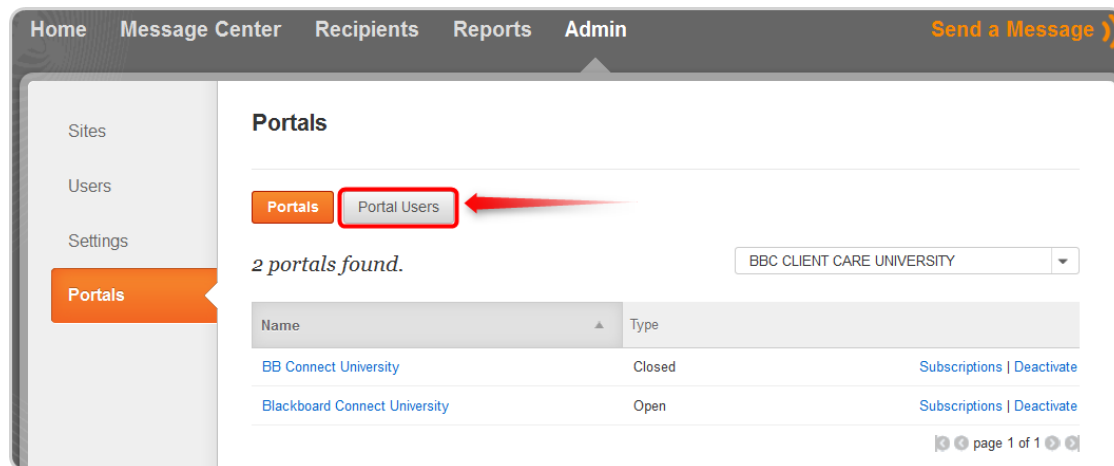 Home Message Center Recipients Reports Admin Send a Message
Sites
Users
Settings
Portals
Portals
Portals Portal Users
2 portals found. BBC CLIENT CARE UNIVERSITY
Name Type
BB Connect University Closed Subscriptions | Deactivate
Blackboard Connect University Open Subscriptions | Deactivate
page 1 of 1